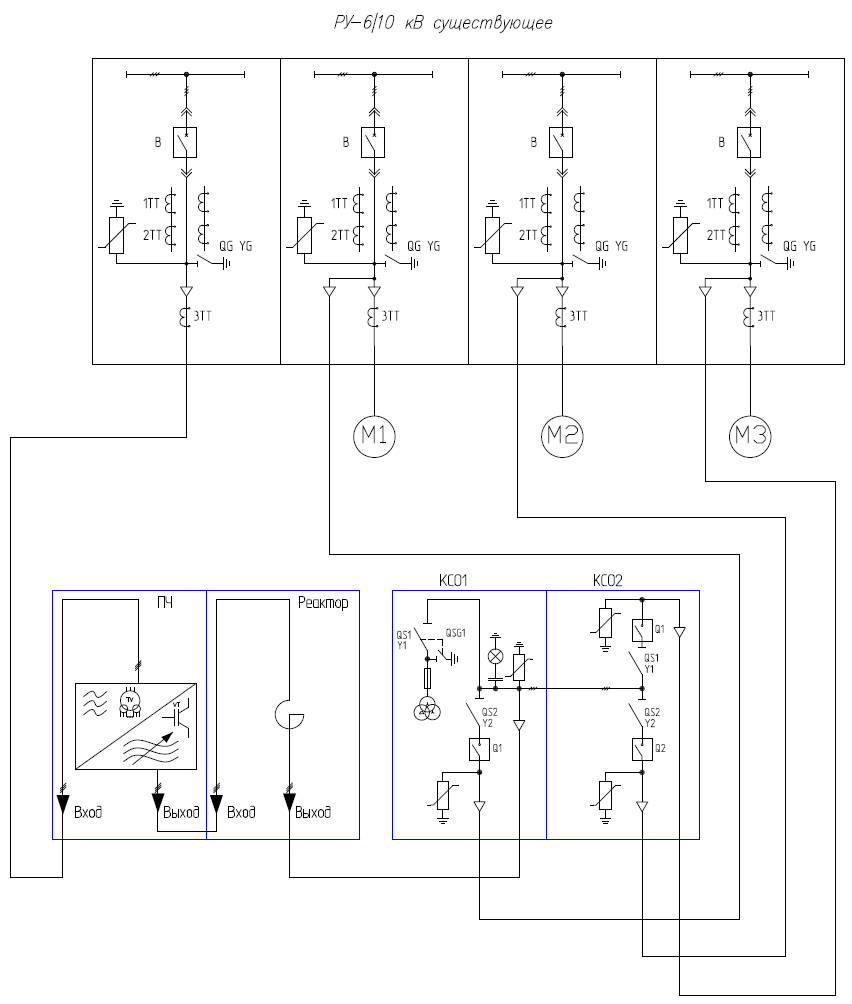 РУ-6/10 кВ существующее
В
В
В
В
1ТТ
1ТТ
1ТТ
1ТТ
2ТТ
2ТТ
2ТТ
2ТТ
QG YG
QG YG
QG YG
QG YG
3ТТ
3ТТ
3ТТ
3ТТ
М1
М2
М3
КСО1
КСО2
ПЧ
Реактор
QS1
Y1
QSG1
Q1
QS1
Y1
TV
VT
QS2
Y2
QS2
Y2
Q1
Q2
Вход
Выход
Вход
Выход